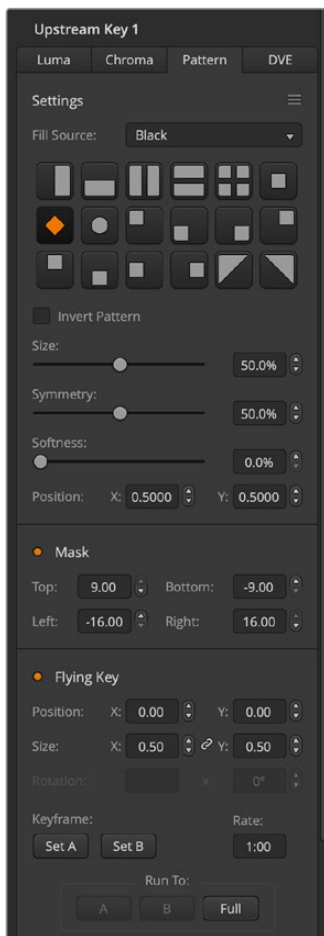 Upstream Key 1
Luma Chroma Pattern DVE
Settings
Fill Source: Black
Invert Pattern
Size:
50.0%
Symmetry:
50.0%
Softness:
0.0%
Position: X: 0.5000 Y: 0.5000
Mask
Top: 9.00 Bottom: -9.00
Left: -16.00 Right: 16.00
Flying Key
Position: X: 0.00 Y: 0.00
Size: X: 0.50 Y: 0.50
Rotation: x 0°
Keyframe: Rate:
Set A Set B 1:00
Run To:
A B Full